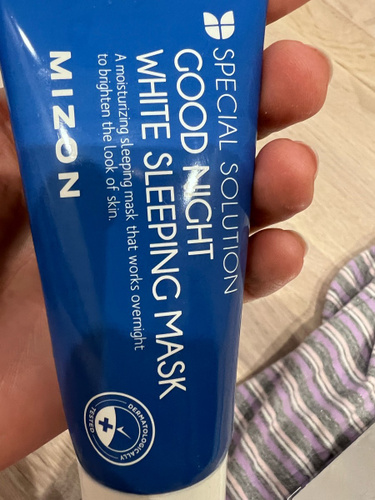 SPECIAL SOLUTION
GOOD NIGHT
WHITE SLEEPING MASK
A moisturizing sleeping mask that works overnight
to brighten the look of skin.
MIZON
DERMATOLOGICALLY
TESTED